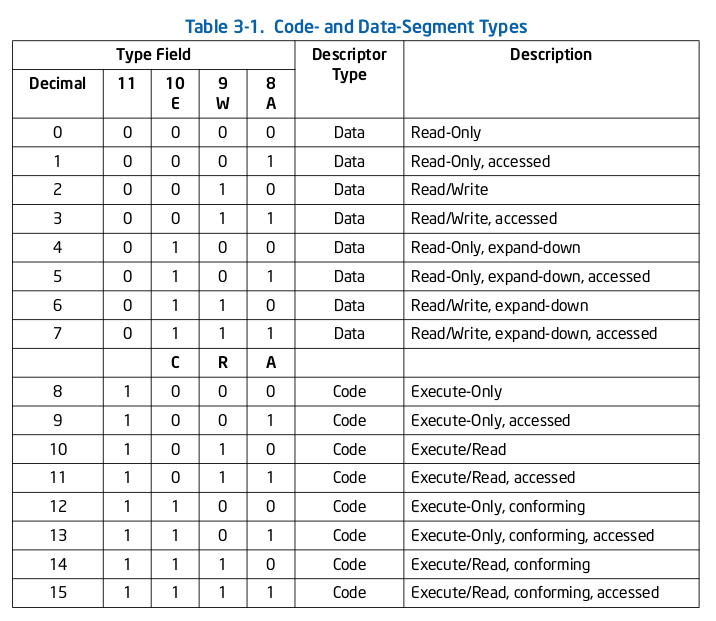 Table 3-1. Code- and Data-Segment Types
Type Field Descriptor Type Description
Decimal 11 10 E 9 W 8 A
0 0 0 0 0 Data Read-Only
1 0 0 0 1 Data Read-Only, accessed
2 0 0 1 0 Data Read/Write
3 0 0 1 1 Data Read/Write, accessed
4 0 1 0 0 Data Read-Only, expand-down
5 0 1 0 1 Data Read-Only, expand-down, accessed
6 0 1 1 0 Data Read/Write, expand-down
7 0 1 1 1 Data Read/Write, expand-down, accessed
C R A
8 1 0 0 0 Code Execute-Only
9 1 0 0 1 Code Execute-Only, accessed
10 1 0 1 0 Code Execute/Read
11 1 0 1 1 Code Execute/Read, accessed
12 1 1 0 0 Code Execute-Only, conforming
13 1 1 0 1 Code Execute-Only, conforming, accessed
14 1 1 1 0 Code Execute/Read, conforming
15 1 1 1 1 Code Execute/Read, conforming, accessed